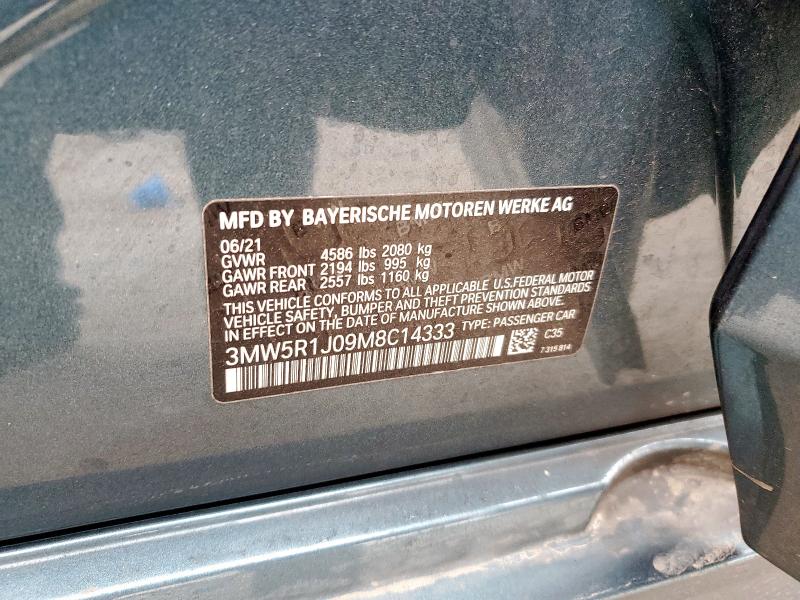 MFD BY BAYERISCHE MOTOREN WERKE AG
06/21
GVWR 4586 lbs 2080 kg
GAWR FRONT 2194 lbs 995 kg
GAWR REAR 2557 lbs 1160 kg
THIS VEHICLE CONFORMS TO ALL APPLICABLE U.S.FEDERAL MOTOR
VEHICLE SAFETY, BUMPER AND THEFT PREVENTION STANDARDS
IN EFFECT ON THE DATE OF MANUFACTURE SHOWN ABOVE.
3MW5R1J09M8C14333 TYPE: PASSENGER CAR
C35
7 315 814